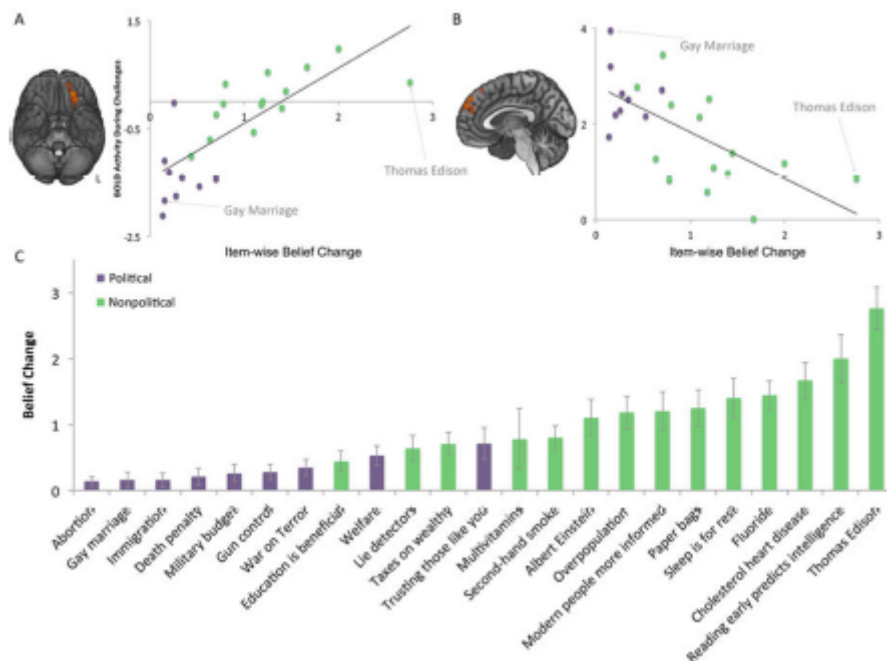 A
B
1.5
BOLD Activity During Challenges
0
1
2
3
-0.5
Thomas Edison
Gay Marriage
-2.5
L
Item-wise Belief Change
4
Gay Marriage
2
Thomas Edison
0
0
1
2
3
Item-wise Belief Change
C
Political
Nonpolitical
Belief Change
3
2
1
0
Abortion
Gay marriage
Immigration
Death penalty
Military budget
Gun control
War on Terror
Education is beneficial
Welfare
Lie detectors
Taxes on wealthy
Trusting those like you
Multivitamins
Second-hand smoke
Albert Einstein
Overpopulation
Modern people more informed
Paper bags
Sleep is for rest
Fluoride
Cholesterol heart disease
Reading early predicts intelligence
Thomas Edison